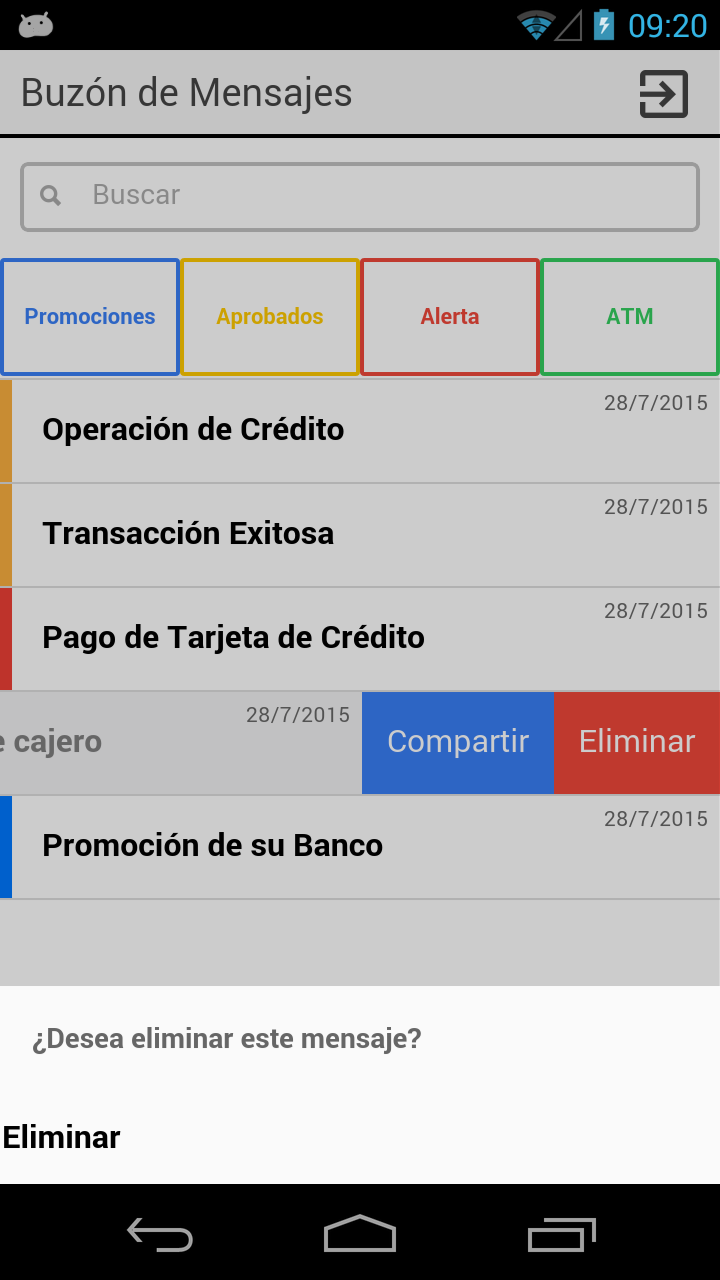 09:20
Buzón de Mensajes
Buscar
Promociones Aprobados Alerta ATM
28/7/2015
Operación de Crédito
28/7/2015
Transacción Exitosa
28/7/2015
Pago de Tarjeta de Crédito
28/7/2015
e cajero Compartir Eliminar
28/7/2015
Promoción de su Banco
¿Desea eliminar este mensaje?
Eliminar